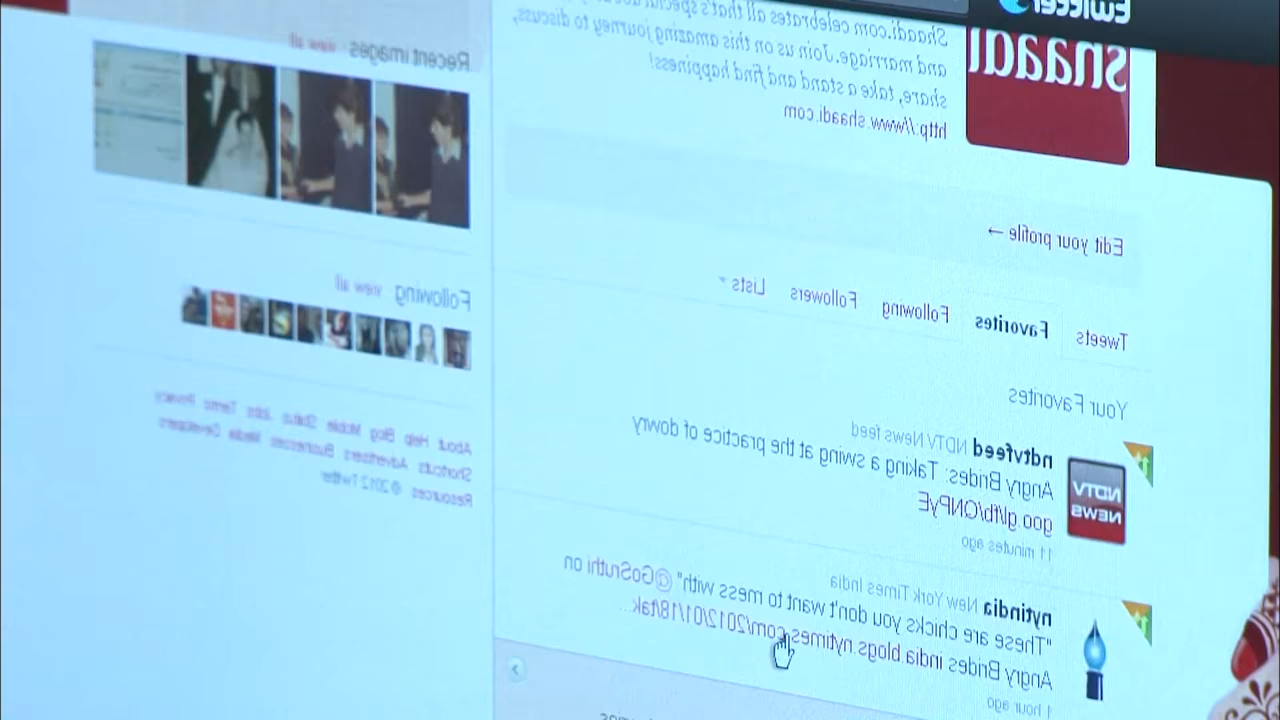 twitter
shaadi
Shaadi.com celebrates all that's special about
and marriage. Join us on this amazing journey to discuss,
share, take a stand and find happiness!
http://www.shaadi.com
Edit your profile →
Tweets Favorites Following Followers Lists
Your Favorites
ndtvfeed NDTV News feed
Angry Brides: Taking a swing at the practice of dowry
goo.gl/fb/QNPyE
11 minutes ago
NDTV
NEWS
nytindia New York Times India
"These are chicks you don't want to mess with" @GoSruthi on
Angry Brides india.blogs.nytimes.com/2012/01/18/tak...
1 hour ago
Recent images view all
Following view all
About Help Blog Mobile Status Jobs Terms Privacy
Shortcuts Advertisers Businesses Media Developers
Resources © 2012 Twitter